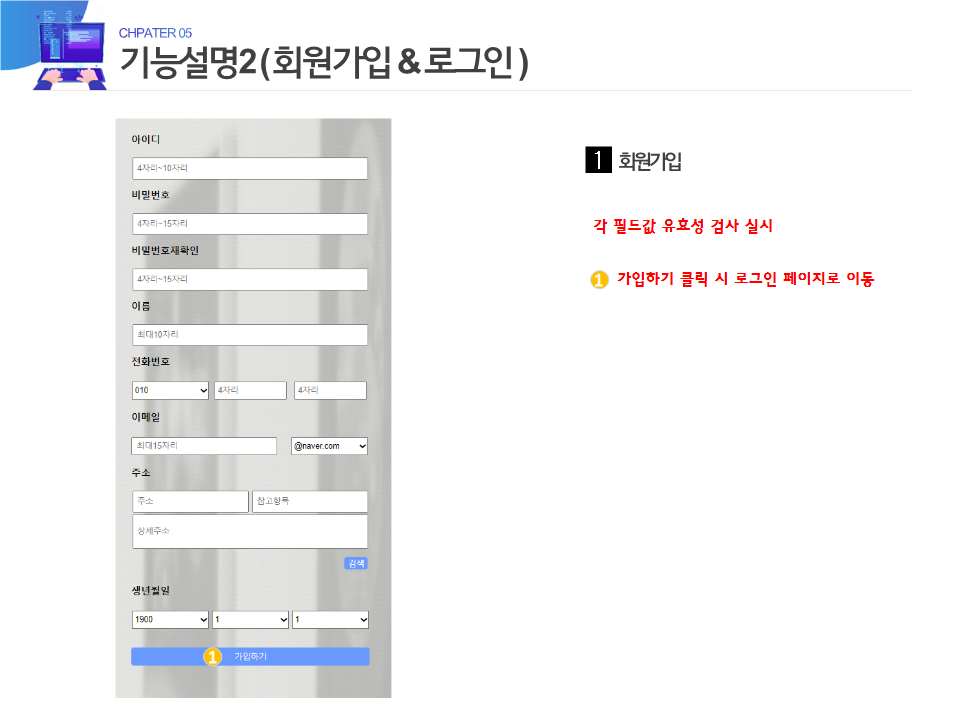 CHPATER 05
기능설명2 ( 회원가입 & 로그인 )
아이디
4자리~10자리
비밀번호
4자리~15자리
비밀번호재확인
4자리~15자리
이름
최대10자리
전화번호
010 4자리 4자리
이메일
최대15자리 @naver.com
주소
주소 참고항목
상세주소
검색
생년월일
1900 1 1
1 가입하기
1 회원가입
각 필드값 유효성 검사 실시
1 가입하기 클릭 시 로그인 페이지로 이동